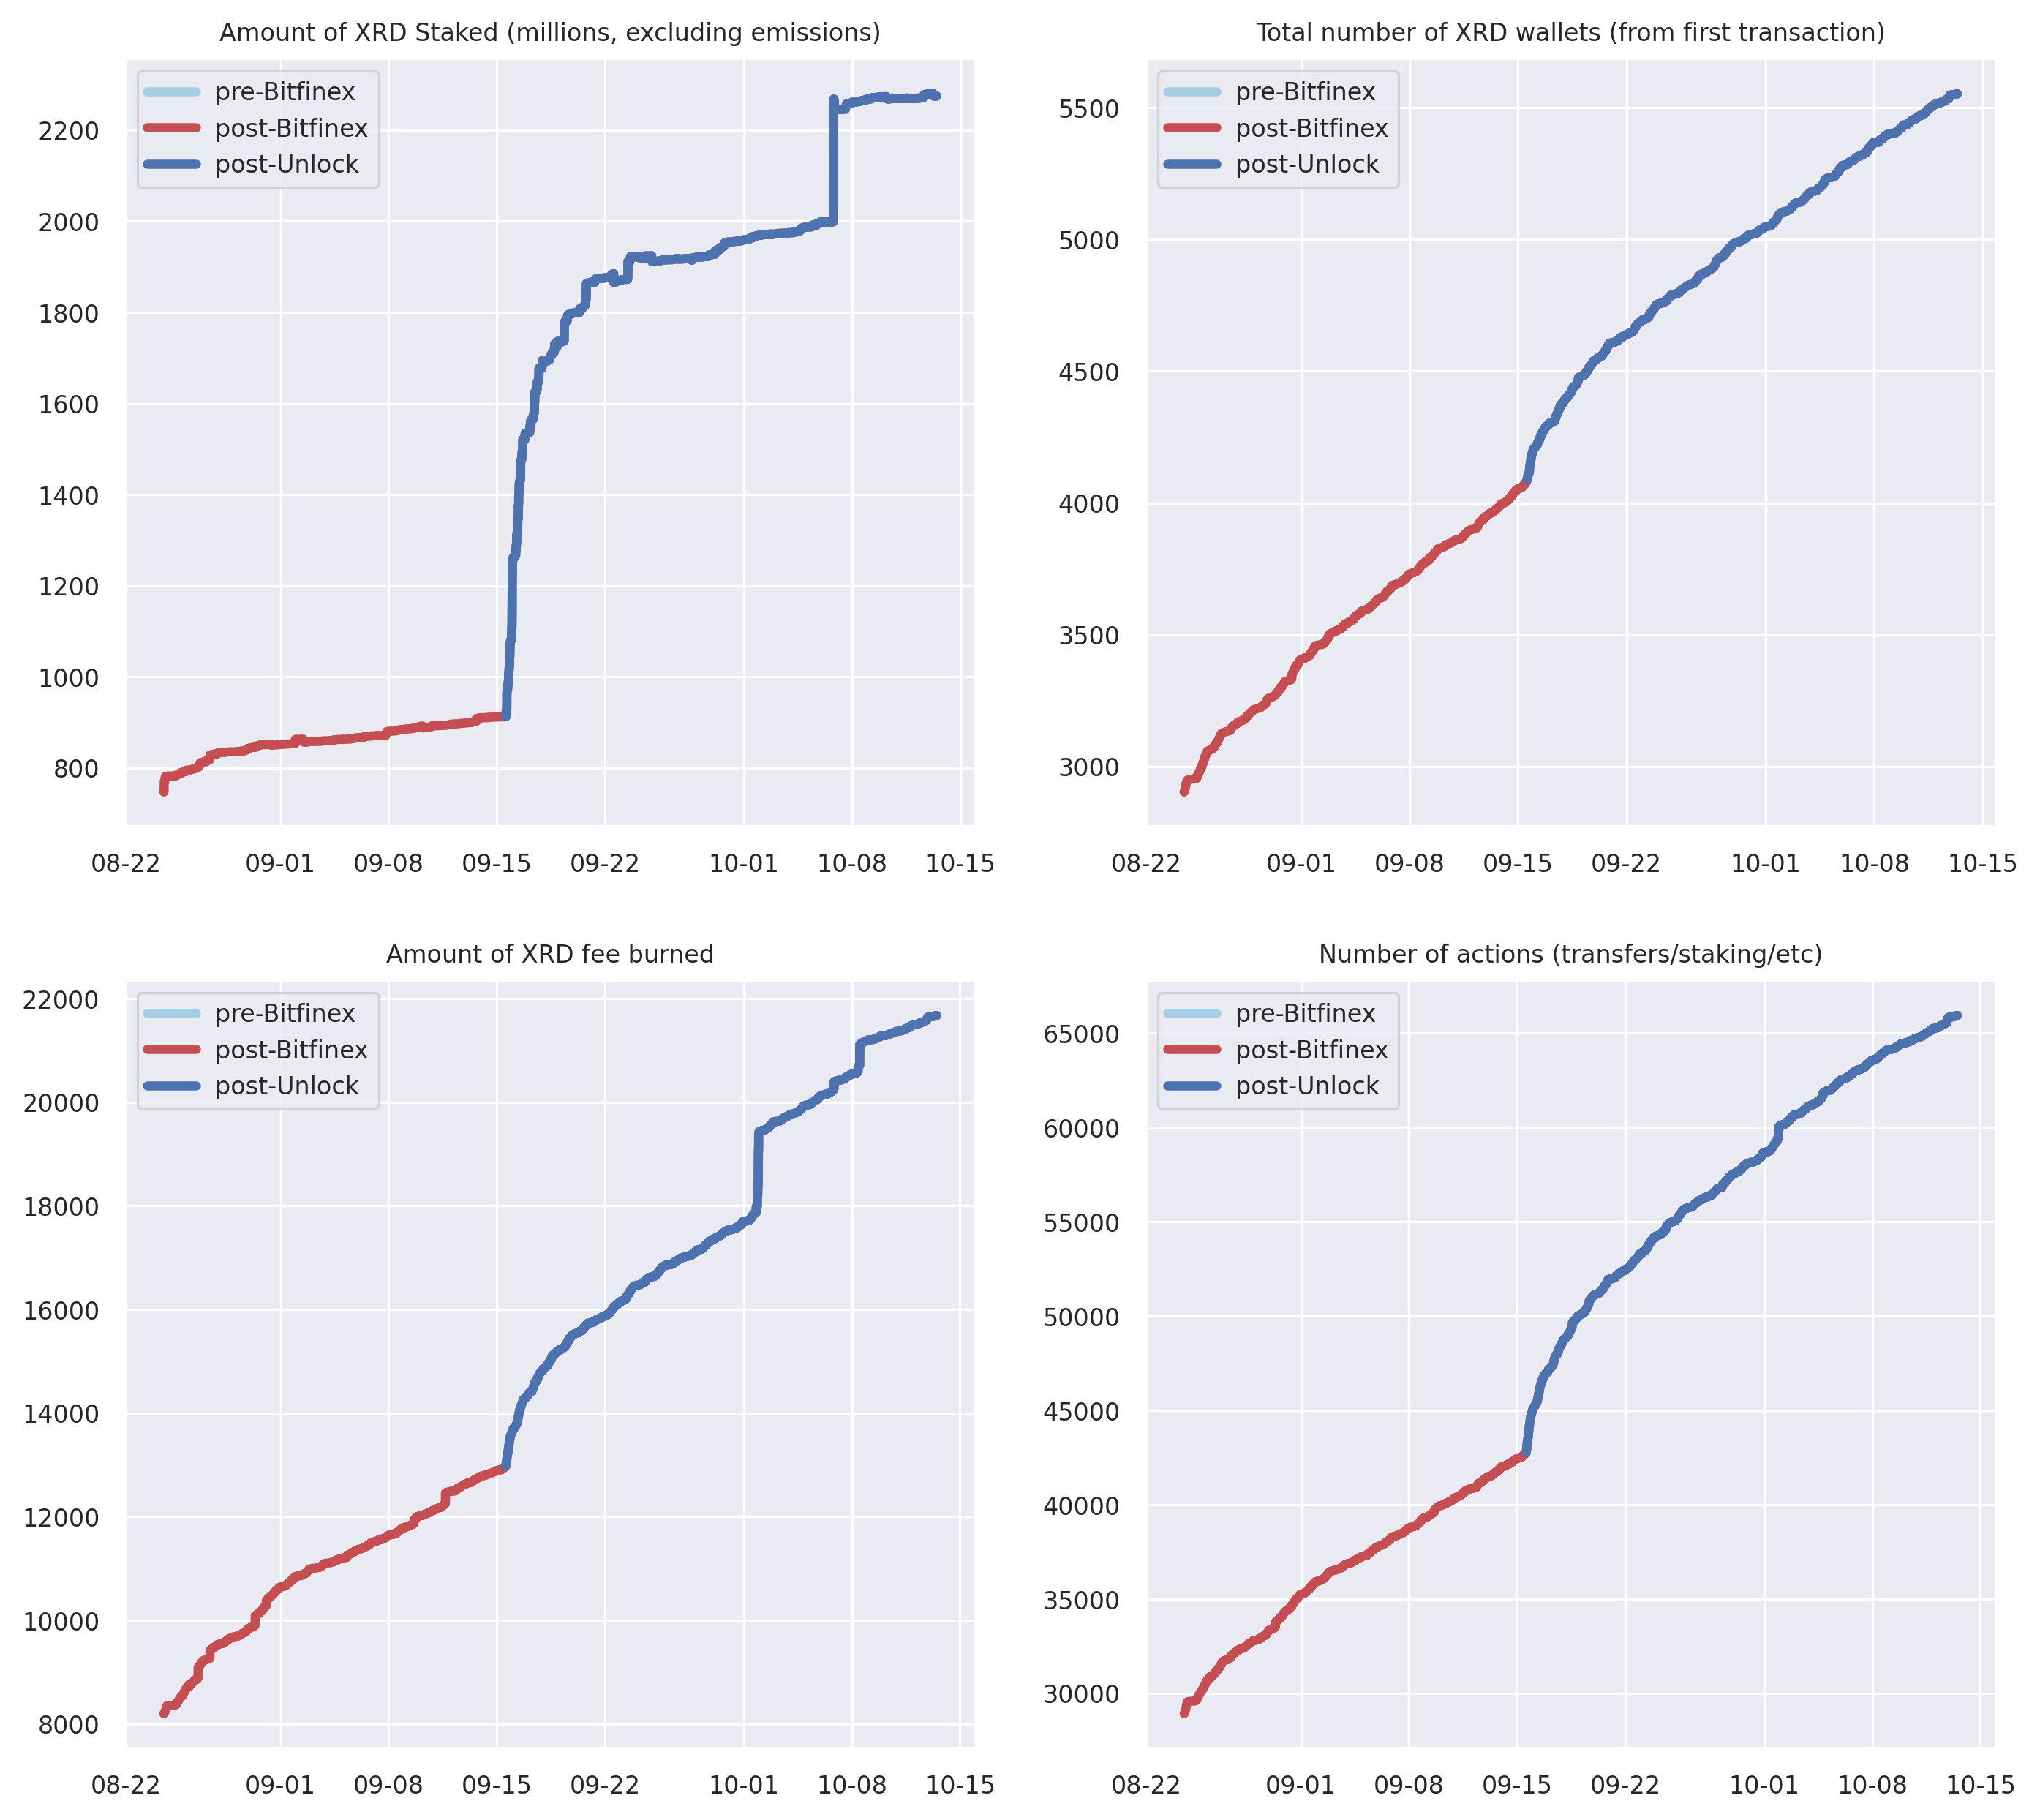 Amount of XRD Staked (millions, excluding emissions)
pre-Bitfinex
post-Bitfinex
post-Unlock
2200
2000
1800
1600
1400
1200
1000
800
08-22 09-01 09-08 09-15 09-22 10-01 10-08 10-15
Total number of XRD wallets (from first transaction)
pre-Bitfinex
post-Bitfinex
post-Unlock
5500
5000
4500
4000
3500
3000
08-22 09-01 09-08 09-15 09-22 10-01 10-08 10-15
Amount of XRD fee burned
pre-Bitfinex
post-Bitfinex
post-Unlock
22000
20000
18000
16000
14000
12000
10000
8000
08-22 09-01 09-08 09-15 09-22 10-01 10-08 10-15
Number of actions (transfers/staking/etc)
pre-Bitfinex
post-Bitfinex
post-Unlock
65000
60000
55000
50000
45000
40000
35000
30000
08-22 09-01 09-08 09-15 09-22 10-01 10-08 10-15